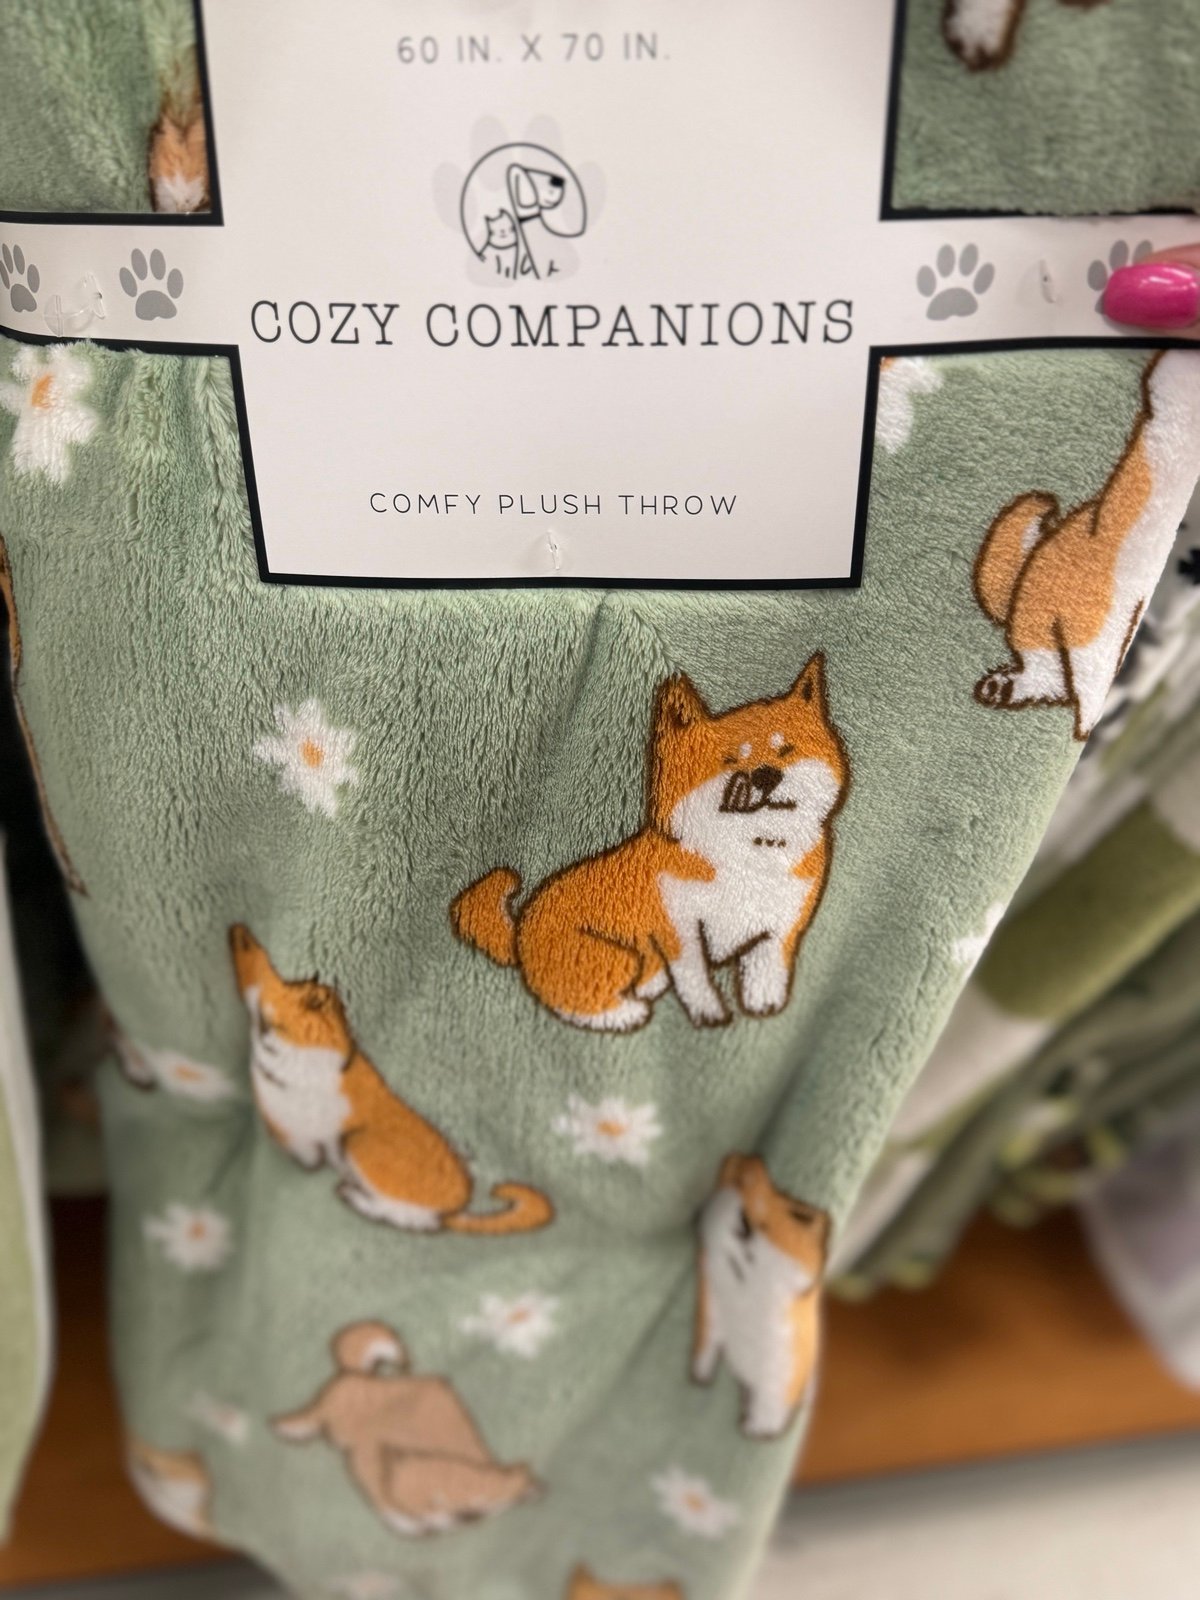 60 IN. X 70 IN.
COZY COMPANIONS
COMFY PLUSH THROW